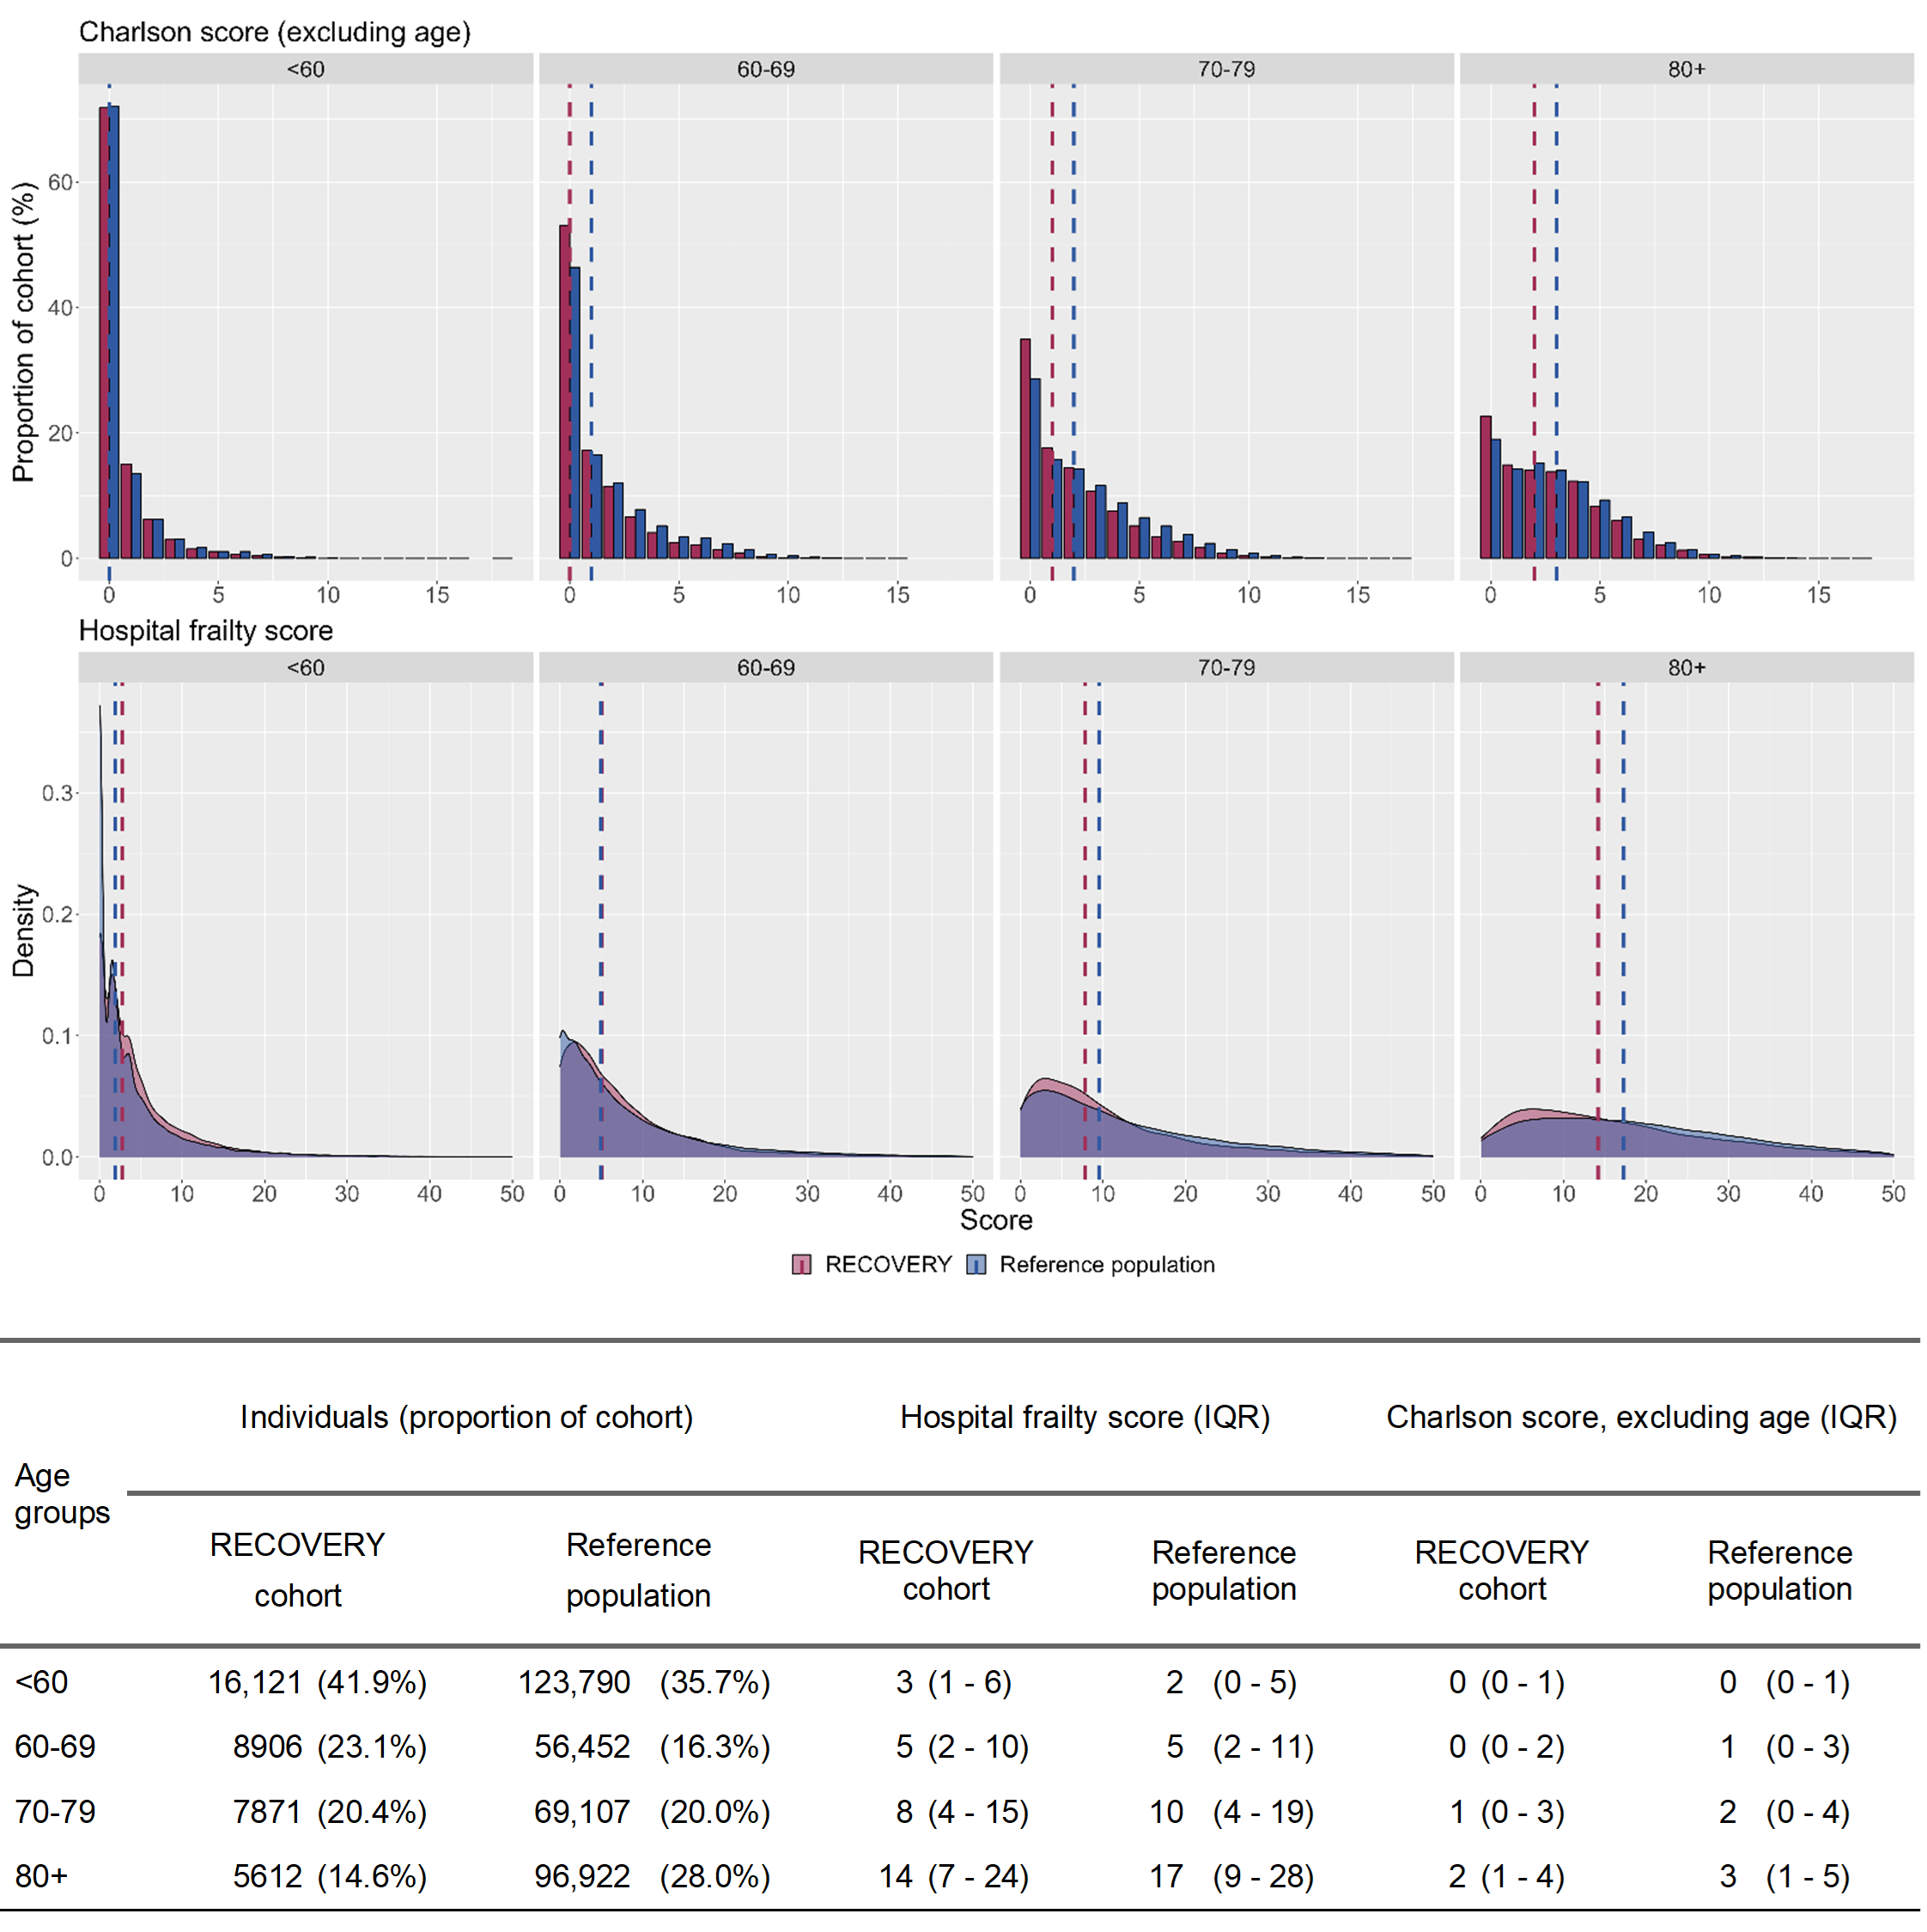 Charlson score (excluding age)
<60 60-69 70-79 80+
Proportion of cohort (%)
60
40
20
0
0 5 10 15 0 5 10 15 0 5 10 15 0 5 10 15
Hospital frailty score
<60 60-69 70-79 80+
Density
0.3
0.2
0.1
0.0
0 10 20 30 40 50 0 10 20 30 40 50 0 10 20 30 40 50 0 10 20 30 40 50
Score
RECOVERY Reference population
Individuals (proportion of cohort) Hospital frailty score (IQR) Charlson score, excluding age (IQR)
Age
groups
RECOVERY Reference RECOVERY Reference RECOVERY Reference
cohort population cohort population cohort population
<60 16,121 (41.9%) 123,790 (35.7%) 3 (1 - 6) 2 (0 - 5) 0 (0 - 1) 0 (0 - 1)
60-69 8906 (23.1%) 56,452 (16.3%) 5 (2 - 10) 5 (2 - 11) 0 (0 - 2) 1 (0 - 3)
70-79 7871 (20.4%) 69,107 (20.0%) 8 (4 - 15) 10 (4 - 19) 1 (0 - 3) 2 (0 - 4)
80+ 5612 (14.6%) 96,922 (28.0%) 14 (7 - 24) 17 (9 - 28) 2 (1 - 4) 3 (1 - 5)